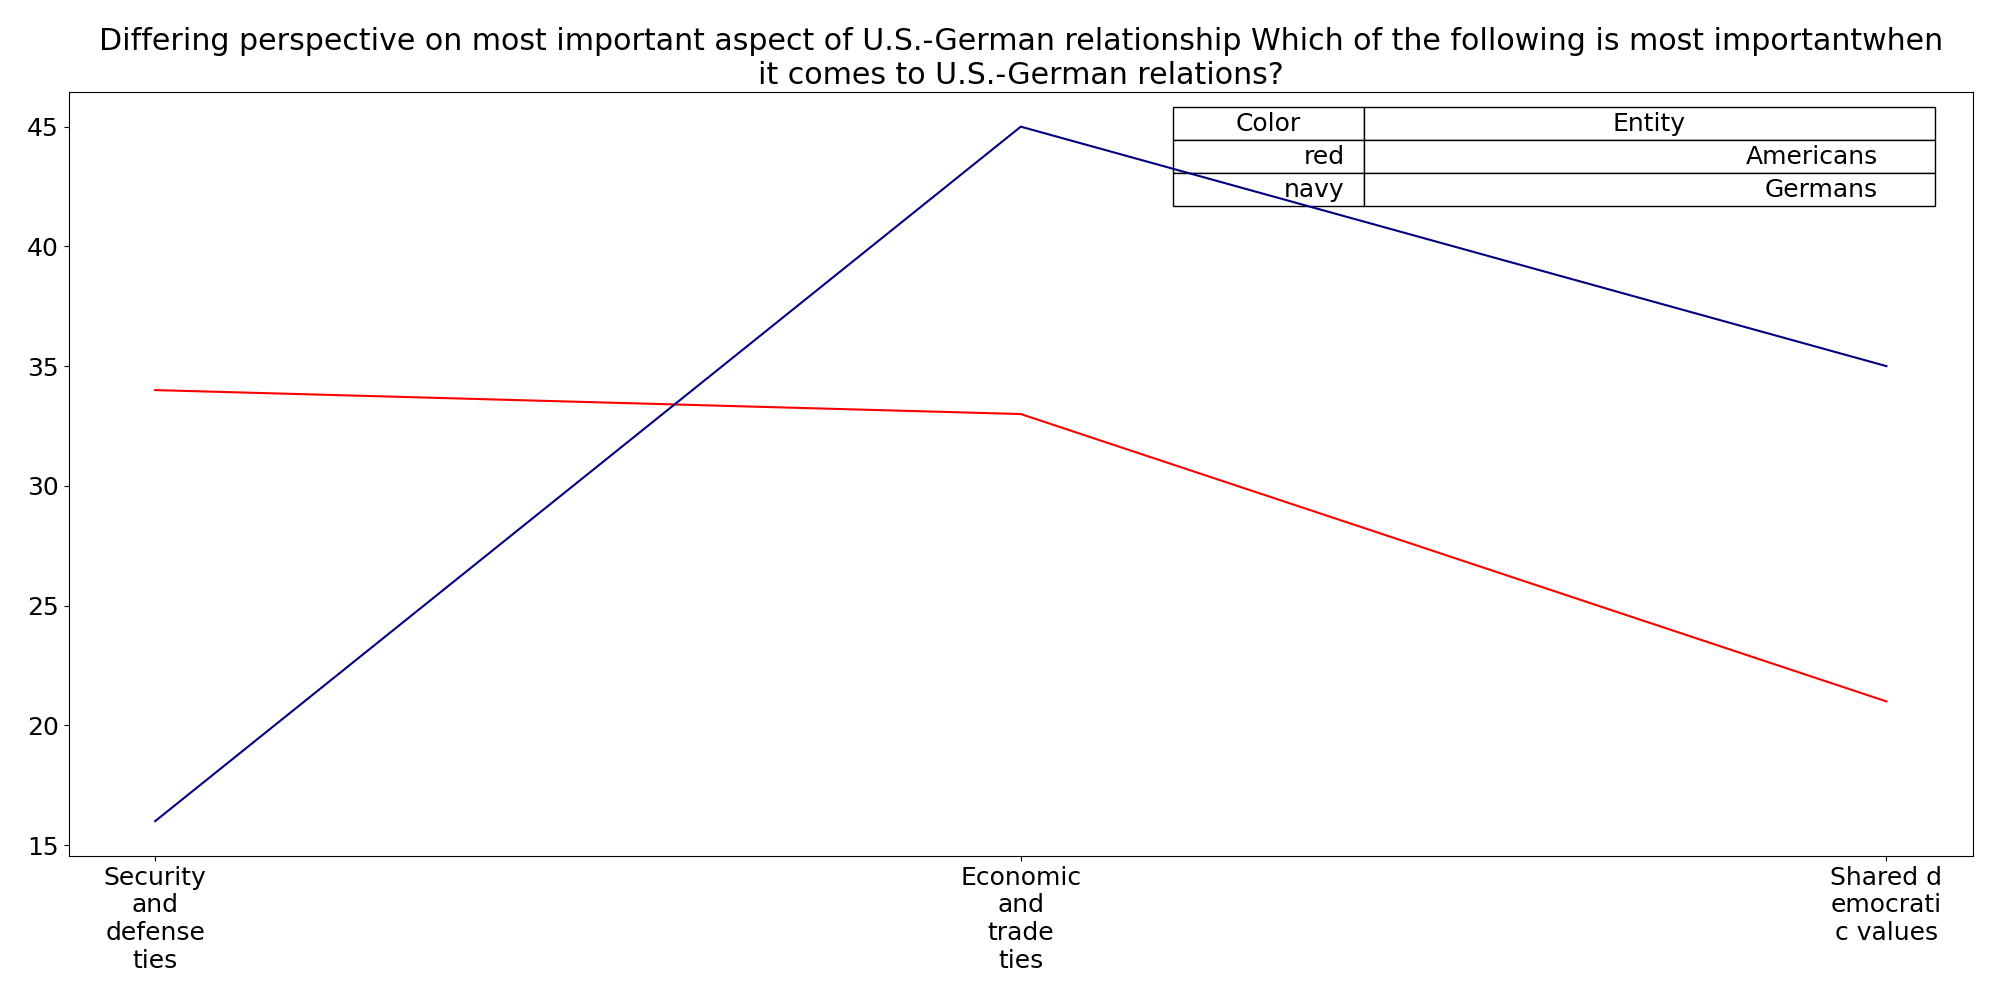 Differing perspective on most important aspect of U.S.-German relationship Which of the following is most importantwhen
it comes to U.S.-German relations?
Color Entity
red Americans
navy Germans
45
40
35
30
25
20
15
Security
and
defense
ties
Economic
and
trade
ties
Shared d
emocrati
c values